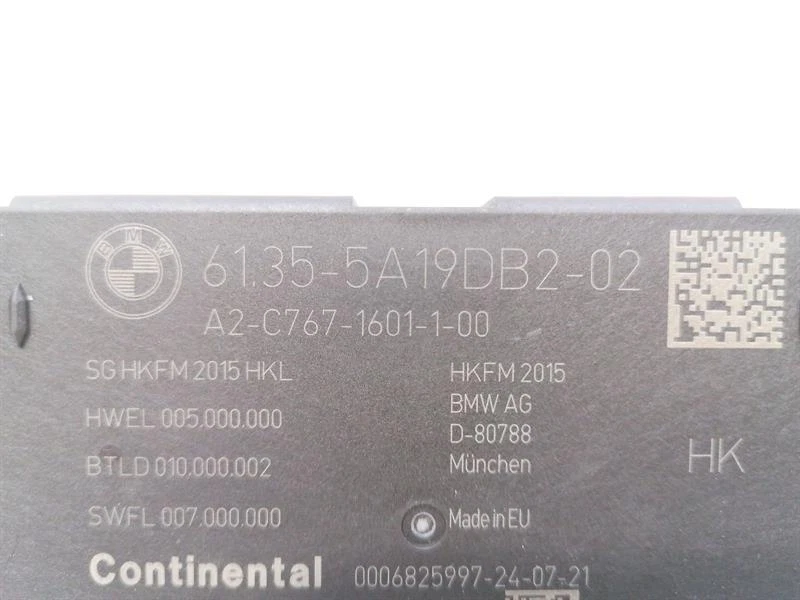 BMW
61.35-5A19DB2-02
A2-C767-1601-1-00
SG HKFM 2015 HKL
HWEL 005.000.000
BTLD 010.000.002
SWFL 007.000.000
HKFM 2015
BMW AG
D-80788
München
Made in EU
HK
Continental 0006825997-24-07-21